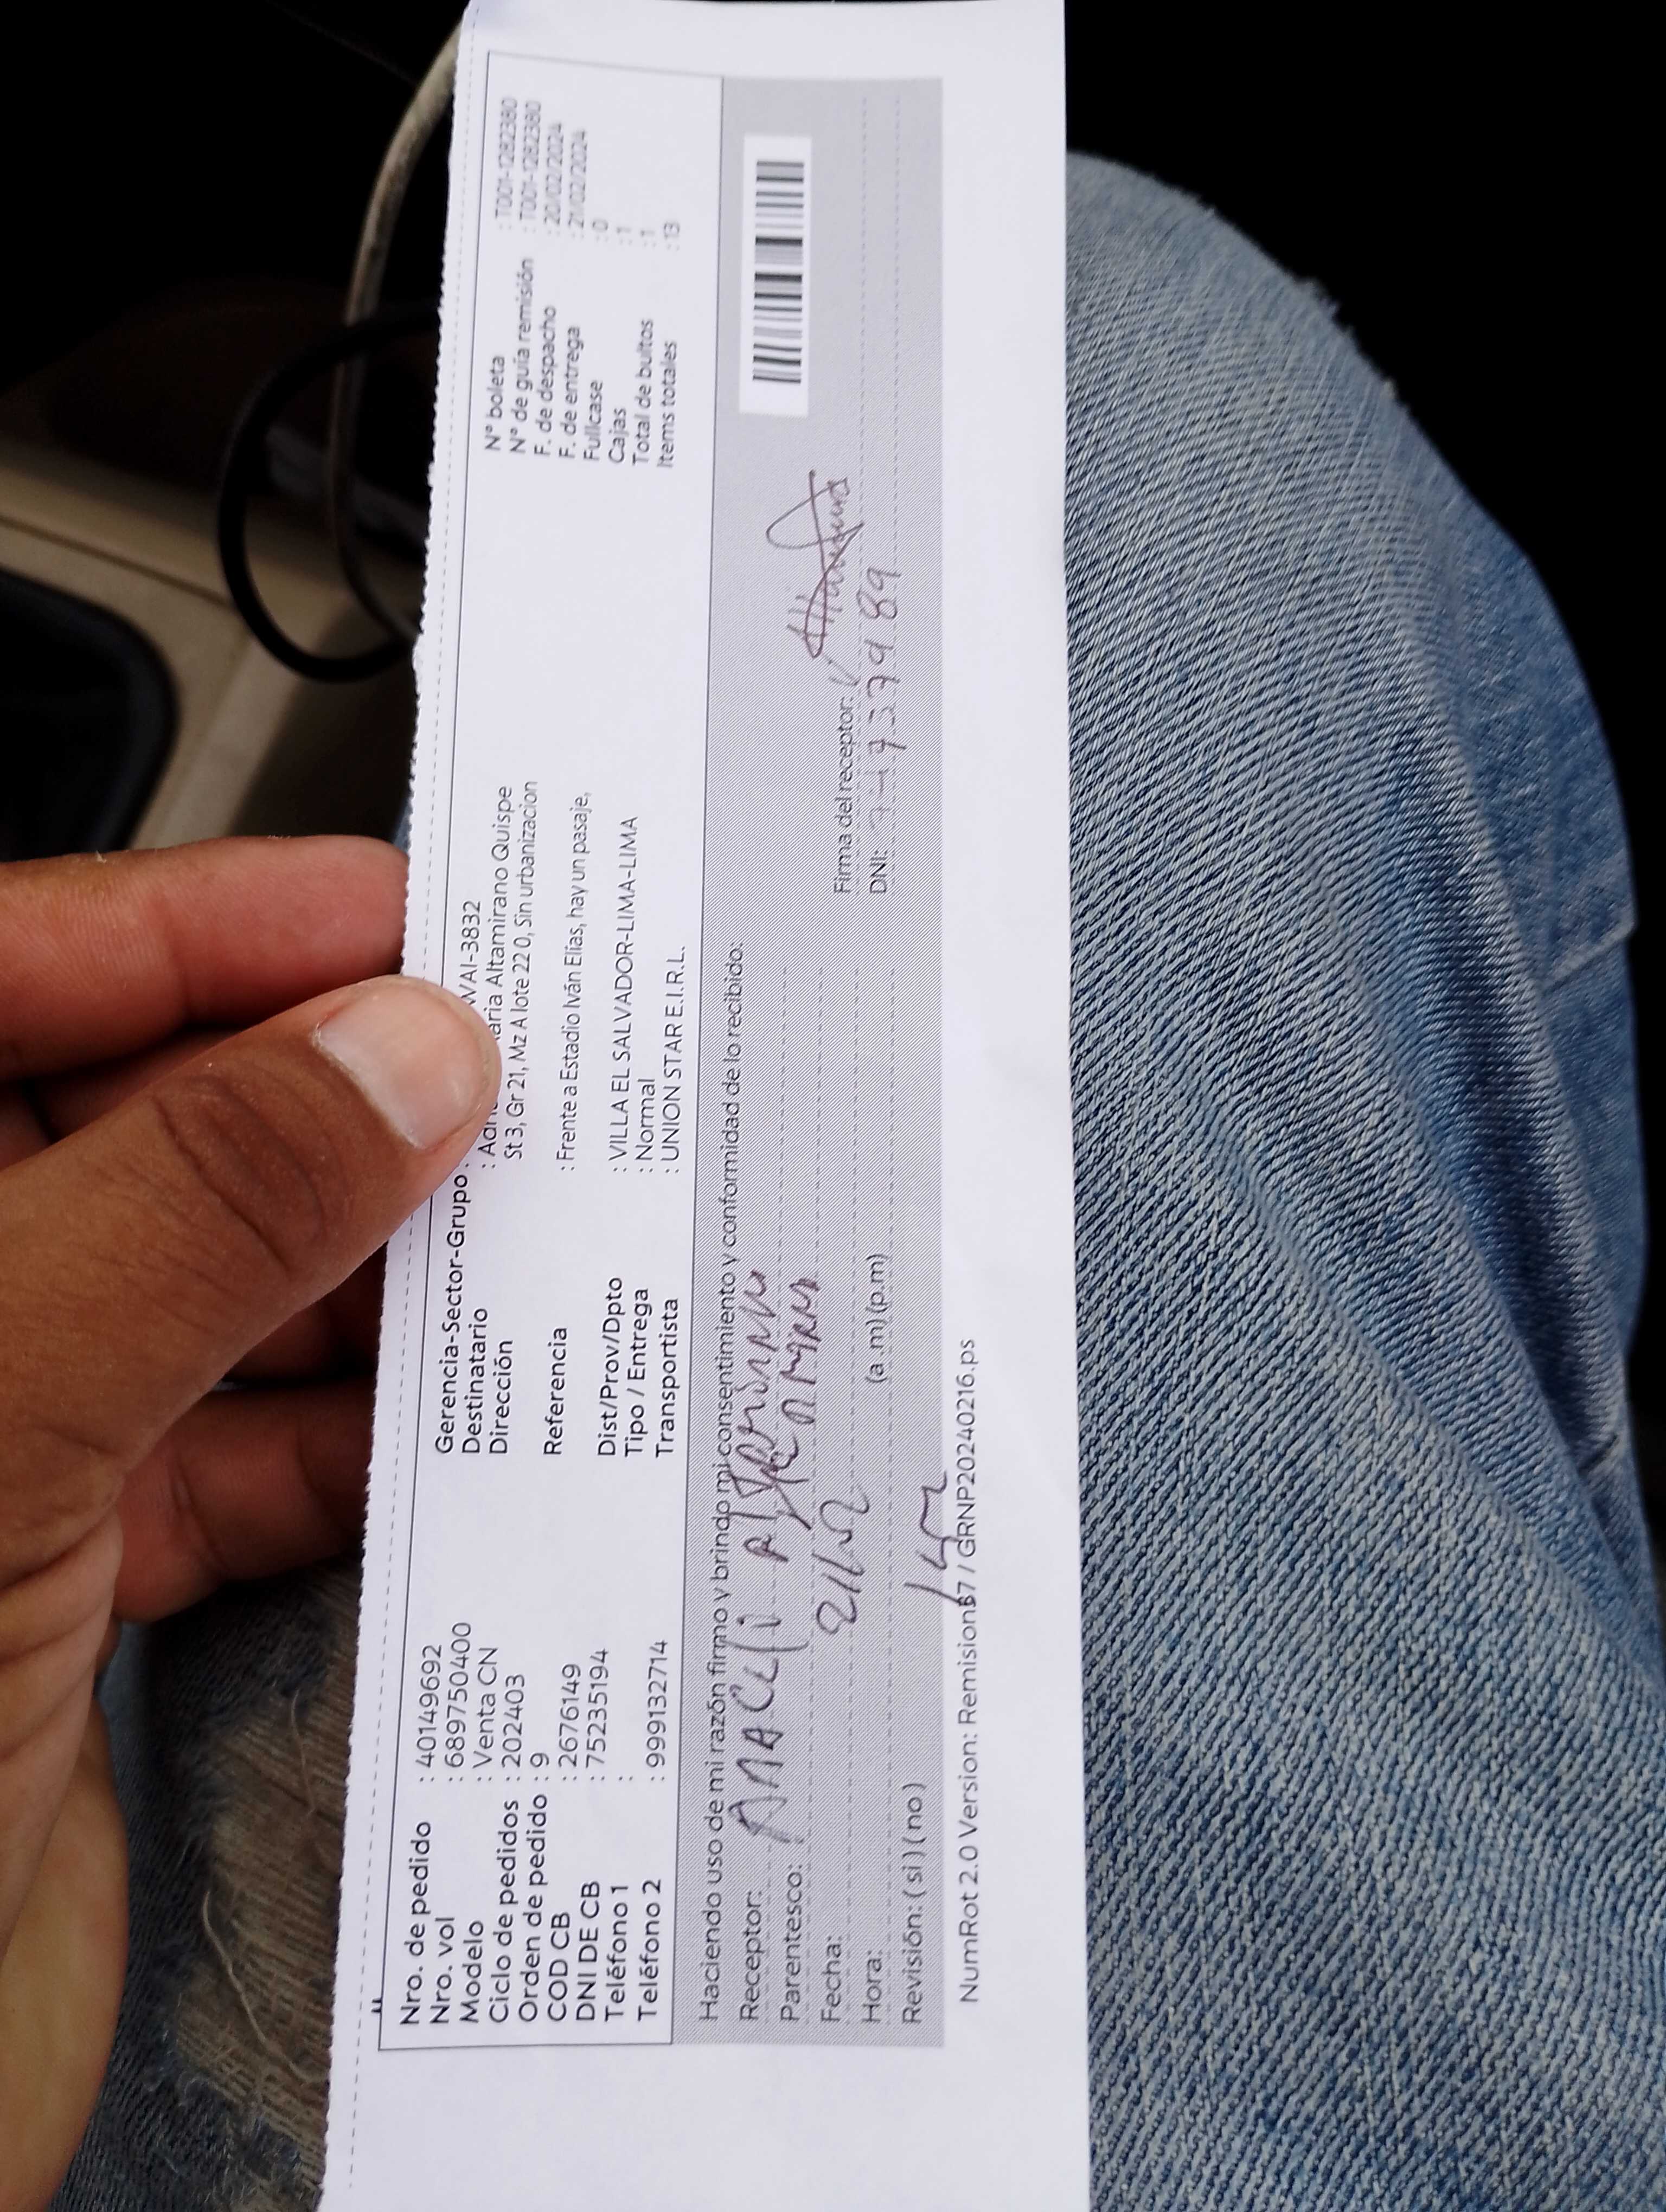 Nro. de pedido : 40149692
Nro. vol : 689750400
Modelo : Venta CN
Ciclo de pedidos : 202403
Orden de pedido : 9
COD CB : 2676149
DNI DE CB : 75235194
Teléfono 1 :
Teléfono 2 : 999132714
Gerencia-Sector-Grupo : WAI-3832
Destinatario : aria Altamirano Quispe
Dirección St 3, Gr 21, Mz A lote 22 0, Sin urbanizacion
Referencia : Frente a Estadio Iván Elías, hay un pasaje,
Dist/Prov/Dpto : VILLA EL SALVADOR-LIMA-LIMA
Tipo / Entrega : Normal
Transportista : UNION STAR E.I.R.L.
N° boleta : T001-1282380
N° de guía remisión : T001-1282380
F. de despacho : 20/02/2024
F. de entrega : 21/02/2024
Fullcase : 0
Cajas : 1
Total de bultos : 1
Items totales : 13
Haciendo uso de mi razón firmo y brindo mi consentimiento y conformidad de lo recibido:
Receptor:
Parentesco:
Fecha: 21/02
Hora: (a .m) (p.m)
Revisión: ( si ) ( no )
Firma del receptor:
DNI:
NumRot 2.0 Version: Remision 7 / GRNP20240216.ps